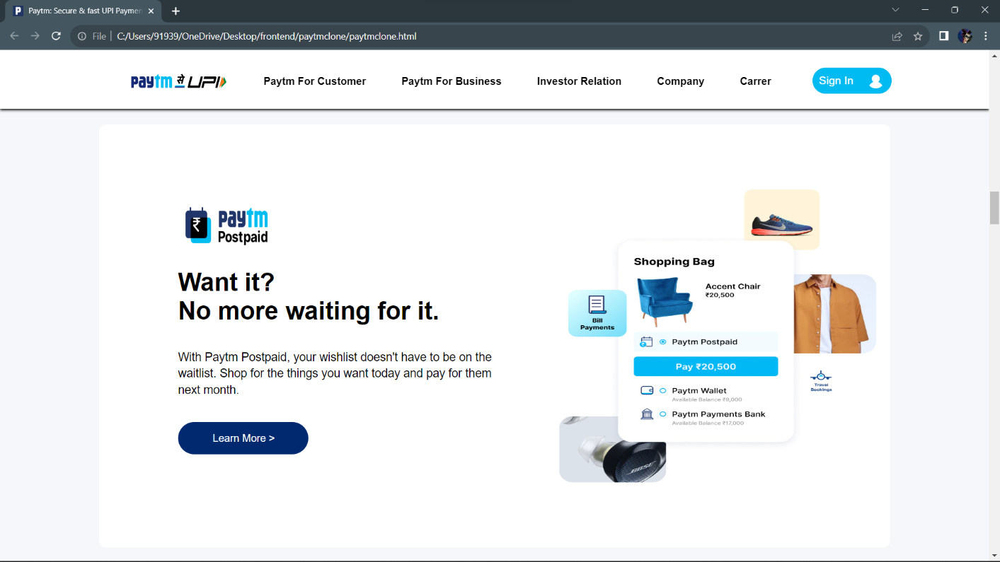 Paytm: Secure & fast UPI Paymen
File
C:/Users/91939/OneDrive/Desktop/frontend/paytmclone/paytmclone.html
paytm से UPI
Paytm For Customer
Paytm For Business
Investor Relation
Company
Carrer
Sign In
paytm
Postpaid
Want it?
No more waiting for it.
With Paytm Postpaid, your wishlist doesn't have to be on the
waitlist. Shop for the things you want today and pay for them
next month.
Learn More >
Shopping Bag
Accent Chair
₹20,500
Bill
Payments
Paytm Postpaid
Pay ₹20,500
Paytm Wallet
Available Balance ₹9,000
Paytm Payments Bank
Available Balance ₹17,000
Travel
Bookings
BOSE